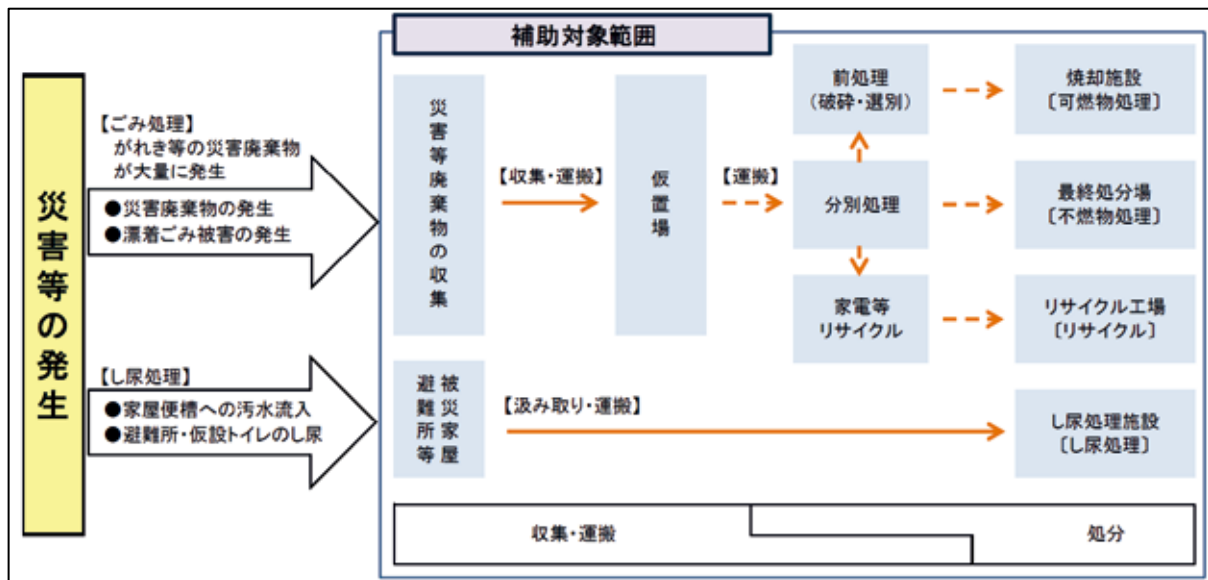 補助対象範囲
災害等の発生
【ごみ処理】
がれき等の災害廃棄物
が大量に発生
●災害廃棄物の発生
●漂着ごみ被害の発生
災害等廃棄物の収集
【収集・運搬】
仮置場
【運搬】
前処理
(破砕・選別)
分別処理
家電等
リサイクル
焼却施設
〔可燃物処理〕
最終処分場
〔不燃物処理〕
リサイクル工場
〔リサイクル〕
【し尿処理】
●家屋便槽への汚水流入
●避難所・仮設トイレのし尿
被災家屋
避難所等
【汲み取り・運搬】
し尿処理施設
〔し尿処理〕
収集・運搬
処分